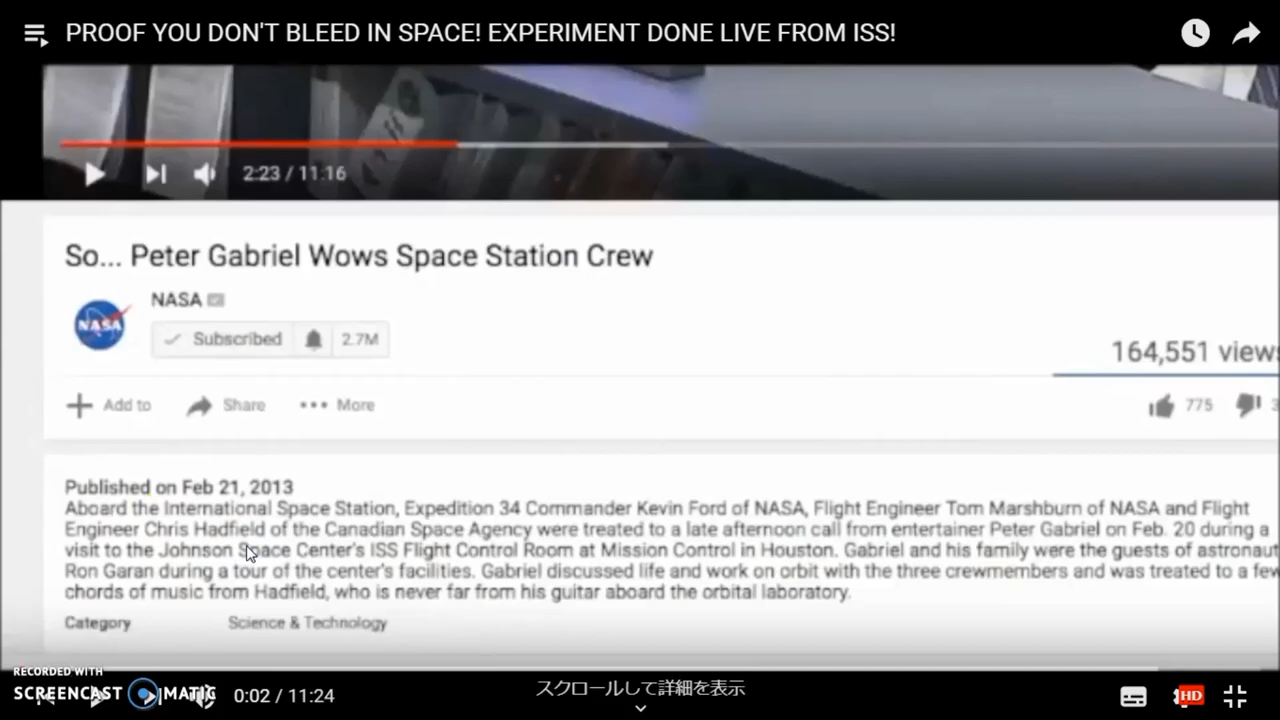 PROOF YOU DON'T BLEED IN SPACE! EXPERIMENT DONE LIVE FROM ISS!
2:23 / 11:16
So... Peter Gabriel Wows Space Station Crew
NASA
NASA
Subscribed 2.7M
164,551 views
Add to Share More 775 3
Published on Feb 21, 2013
Aboard the International Space Station, Expedition 34 Commander Kevin Ford of NASA, Flight Engineer Tom Marshburn of NASA and Flight
Engineer Chris Hadfield of the Canadian Space Agency were treated to a late afternoon call from entertainer Peter Gabriel on Feb. 20 during a
visit to the Johnson Space Center's ISS Flight Control Room at Mission Control in Houston. Gabriel and his family were the guests of astronaut
Ron Garan during a tour of the center's facilities. Gabriel discussed life and work on orbit with the three crewmembers and was treated to a few
chords of music from Hadfield, who is never far from his guitar aboard the orbital laboratory.
Category Science & Technology
RECORDED WITH
SCREENCAST MATIC
0:02 / 11:24
スクロールして詳細を表示
HD